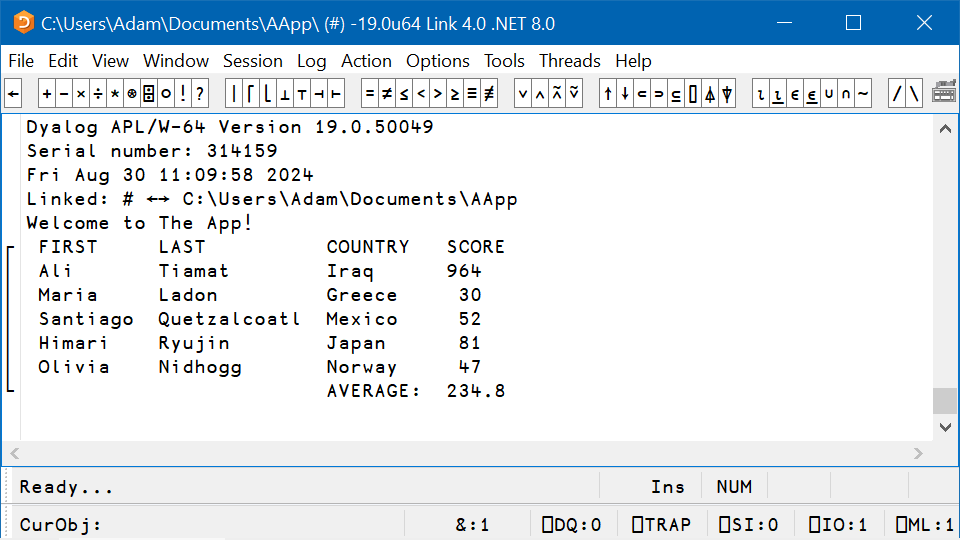 C:\Users\Adam\Documents\AApp\ (#) -19.0u64 Link 4.0 .NET 8.0
File Edit View Window Session Log Action Options Tools Threads Help
← + - × ÷ * ⍟ ⌹ ○ ! ? | ⌈ ⌊ ⊥ ⊤ ⊣ ⊢ = ≠ ≤ < > ≥ ≡ ≢ ∨ ∧ ⍲ ⍱ ↑ ↓ ⊂ ⊃ ⊆ ⌷ ⍋ ⍒ ⍳ ⍸ ∊ ⍷ ∪ ∩ ~ / \
Dyalog APL/W-64 Version 19.0.50049
Serial number: 314159
Fri Aug 30 11:09:58 2024
Linked: # ←→ C:\Users\Adam\Documents\AApp
Welcome to The App!
FIRST LAST COUNTRY SCORE
Ali Tiamat Iraq 964
Maria Ladon Greece 30
Santiago Quetzalcoatl Mexico 52
Himari Ryujin Japan 81
Olivia Nidhogg Norway 47
AVERAGE: 234.8
Ready... Ins NUM
CurObj: &:1 ⎕DQ:0 ⎕TRAP ⎕SI:0 ⎕IO:1 ⎕ML:1